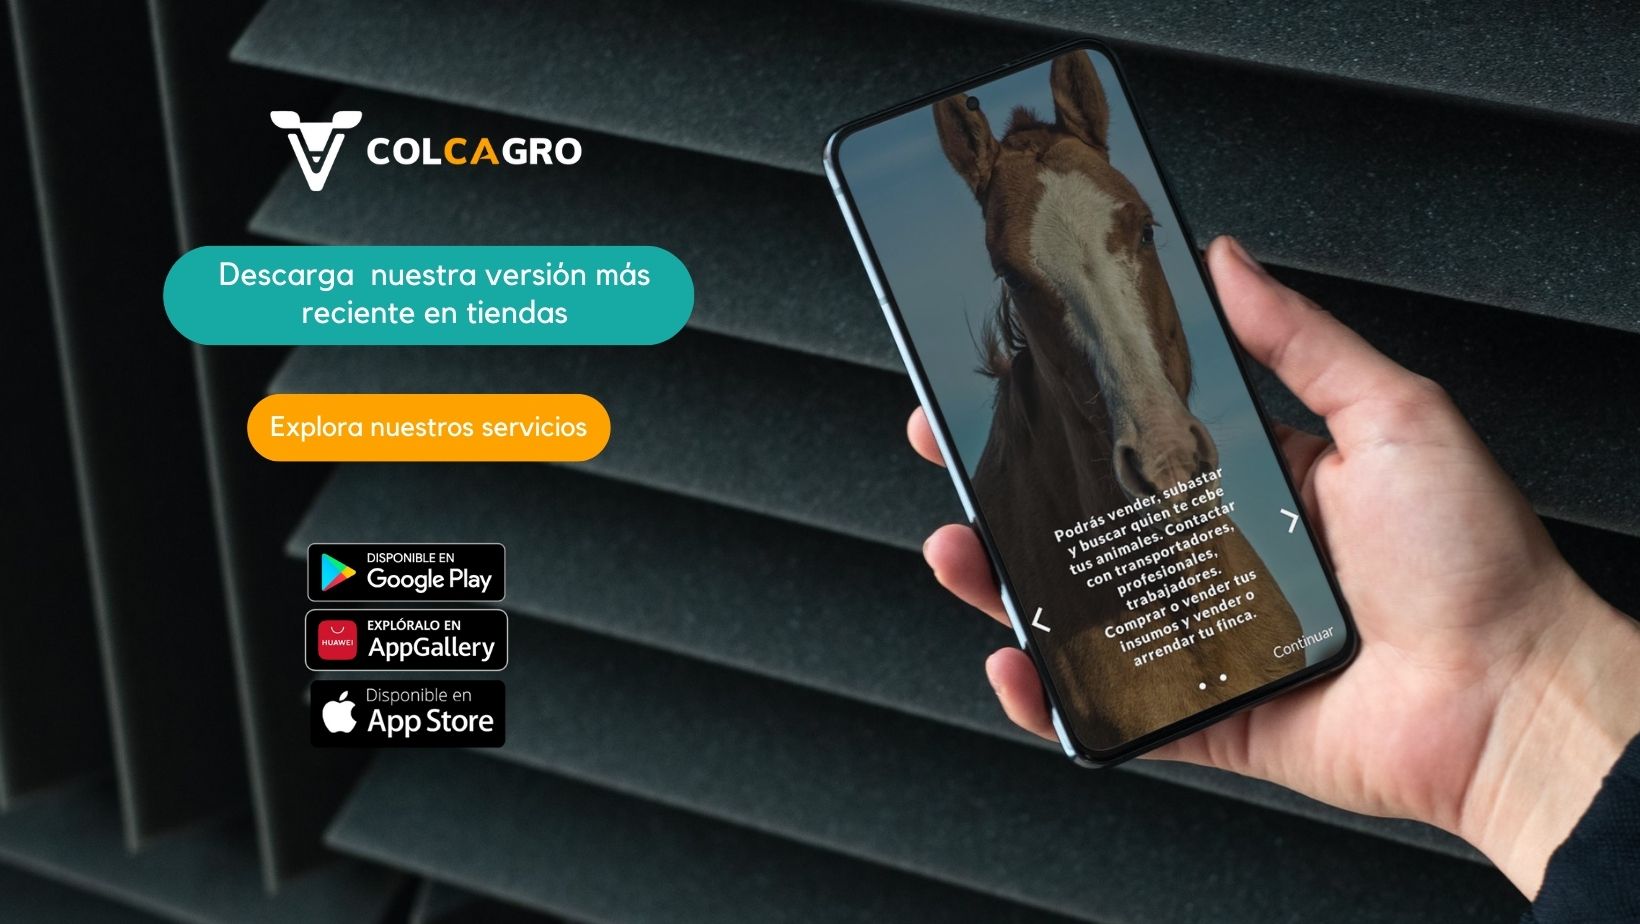 COLCAGRO
Descarga  nuestra versión más
reciente en tiendas
Explora nuestros servicios
DISPONIBLE EN
Google Play
HUAWEI
EXPLÓRALO EN
AppGallery
Disponible en
App Store
Podrás vender, subastar
y buscar quien te cebe
tus animales. Contactar
con transportadores,
profesionales,
trabajadores.
Comprar o vender tus
insumos y vender o
arrendar tu finca.
Continuar